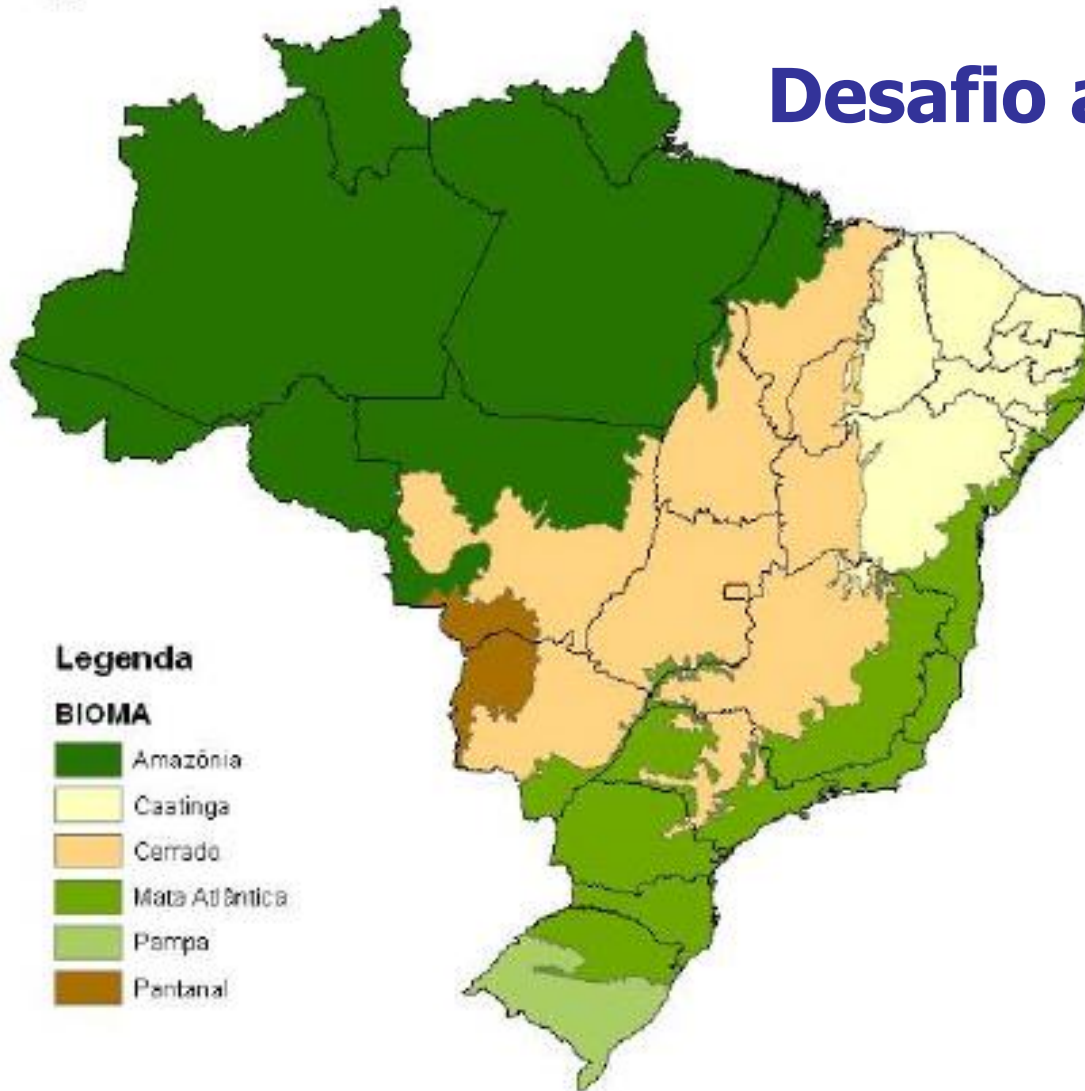 Desafio a
Legenda
BIOMA
Amazônia
Caatinga
Cerrado
Mata Atlântica
Pampa
Pantanal